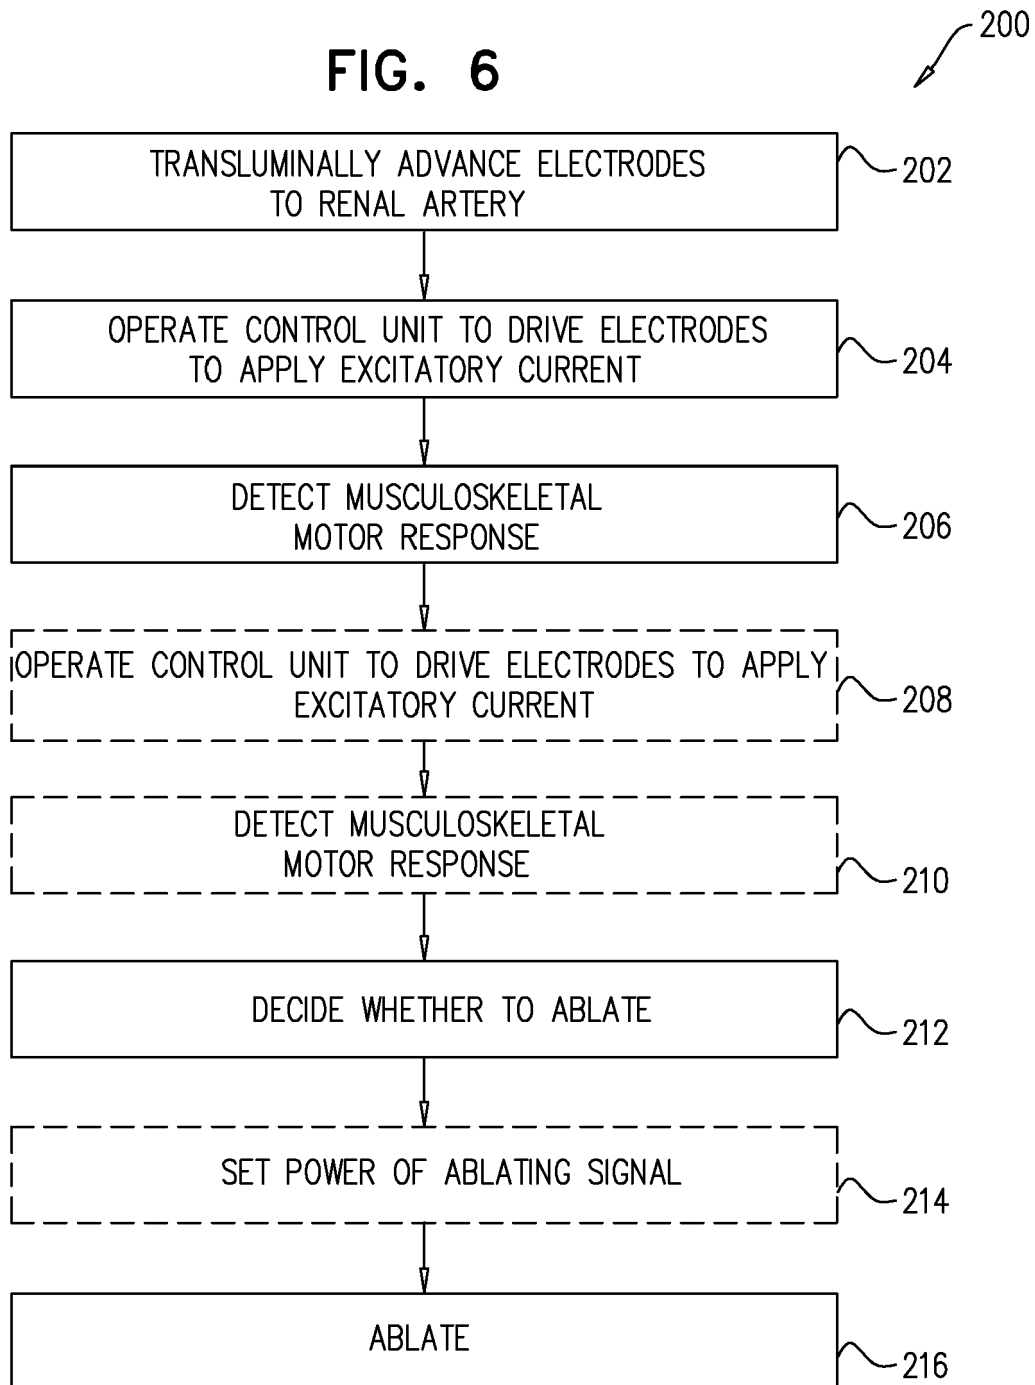 200
FIG. 6
TRANSLUMINALLY ADVANCE ELECTRODES
TO RENAL ARTERY
202
OPERATE CONTROL UNIT TO DRIVE ELECTRODES
TO APPLY EXCITATORY CURRENT
204
DETECT MUSCULOSKELETAL
MOTOR RESPONSE
206
OPERATE CONTROL UNIT TO DRIVE ELECTRODES TO APPLY
EXCITATORY CURRENT
208
DETECT MUSCULOSKELETAL
MOTOR RESPONSE
210
DECIDE WHETHER TO ABLATE
212
SET POWER OF ABLATING SIGNAL
214
ABLATE
216